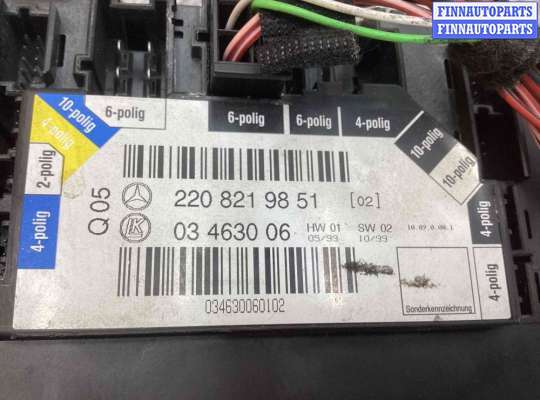 FINNAUTOPARTS
FINNAUTOPARTS
10-polig
4-polig
2-polig
4-polig
6-polig
6-polig
6-polig
4-polig
10-polig
10-polig
4-polig
4-polig
Q 05
220 821 98 51 [02]
03 4630 06 HW 01 SW 02
05/99 10/99
034630060102
Sonderkennzeichnung